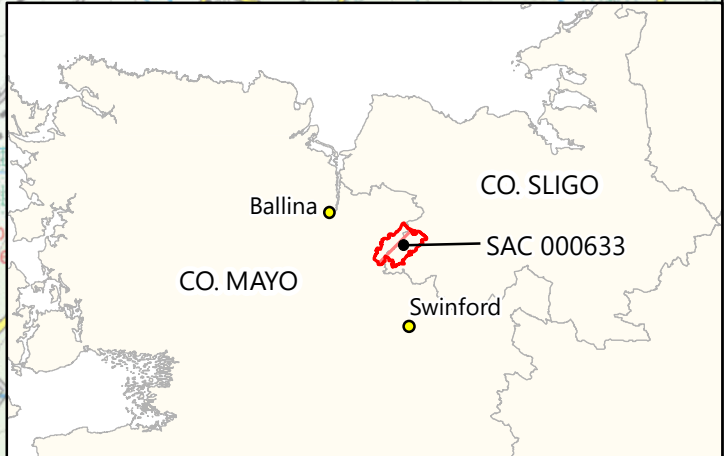 CO. SLIGO
Ballina
SAC 000633
CO. MAYO
Swinford